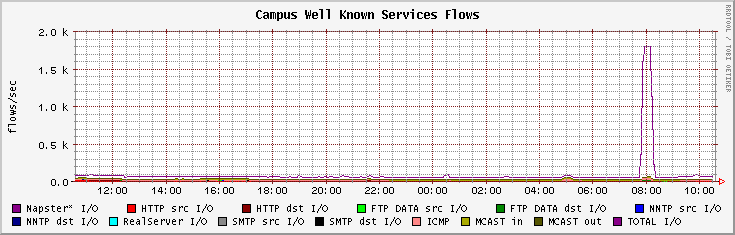 Campus Well Known Services Flows
RRDTOOL / TOBI OETIKER
flows/sec
2.0 k
1.5 k
1.0 k
0.5 k
0.0
12:00 14:00 16:00 18:00 20:00 22:00 00:00 02:00 04:00 06:00 08:00 10:00
Napster* I/O HTTP src I/O HTTP dst I/O FTP DATA src I/O FTP DATA dst I/O NNTP src I/O
NNTP dst I/O RealServer I/O SMTP src I/O SMTP dst I/O ICMP MCAST in MCAST out TOTAL I/O